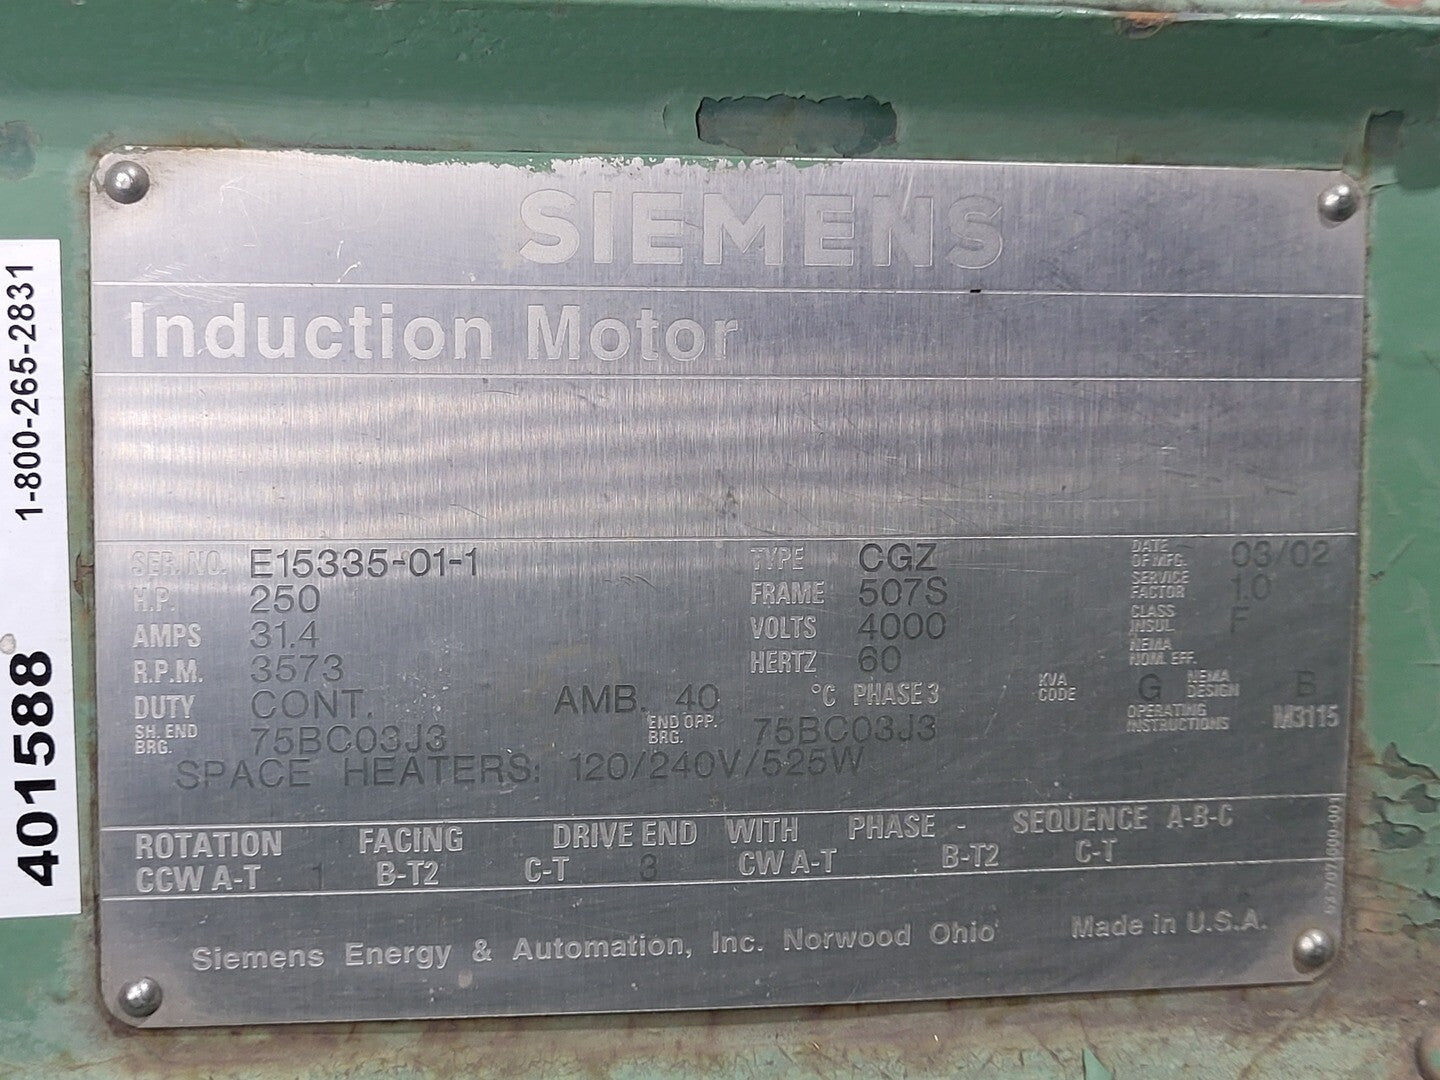 SIEMENS
Induction Motor
SER. NO. E15335-01-1 TYPE CGZ DATE OF MFG. 03/02
H.P. 250 FRAME 507S SERVICE FACTOR 1.0
AMPS 31.4 VOLTS 4000 CLASS INSUL. F
R.P.M. 3573 HERTZ 60 NEMA NOM. EFF.
DUTY CONT. AMB. 40 °C PHASE 3 KVA CODE G NEMA DESIGN B
SH. END BRG. 75BC03J3 END OPP. BRG. 75BC03J3 OPERATING INSTRUCTIONS M3115
SPACE HEATERS: 120/240V/525W
ROTATION FACING DRIVE END WITH PHASE - SEQUENCE A-B-C
CCW A-T 1 B-T2 C-T 3 CW A-T B-T2 C-T
Siemens Energy & Automation, Inc. Norwood Ohio Made in U.S.A.
1-800-265-2831
401588